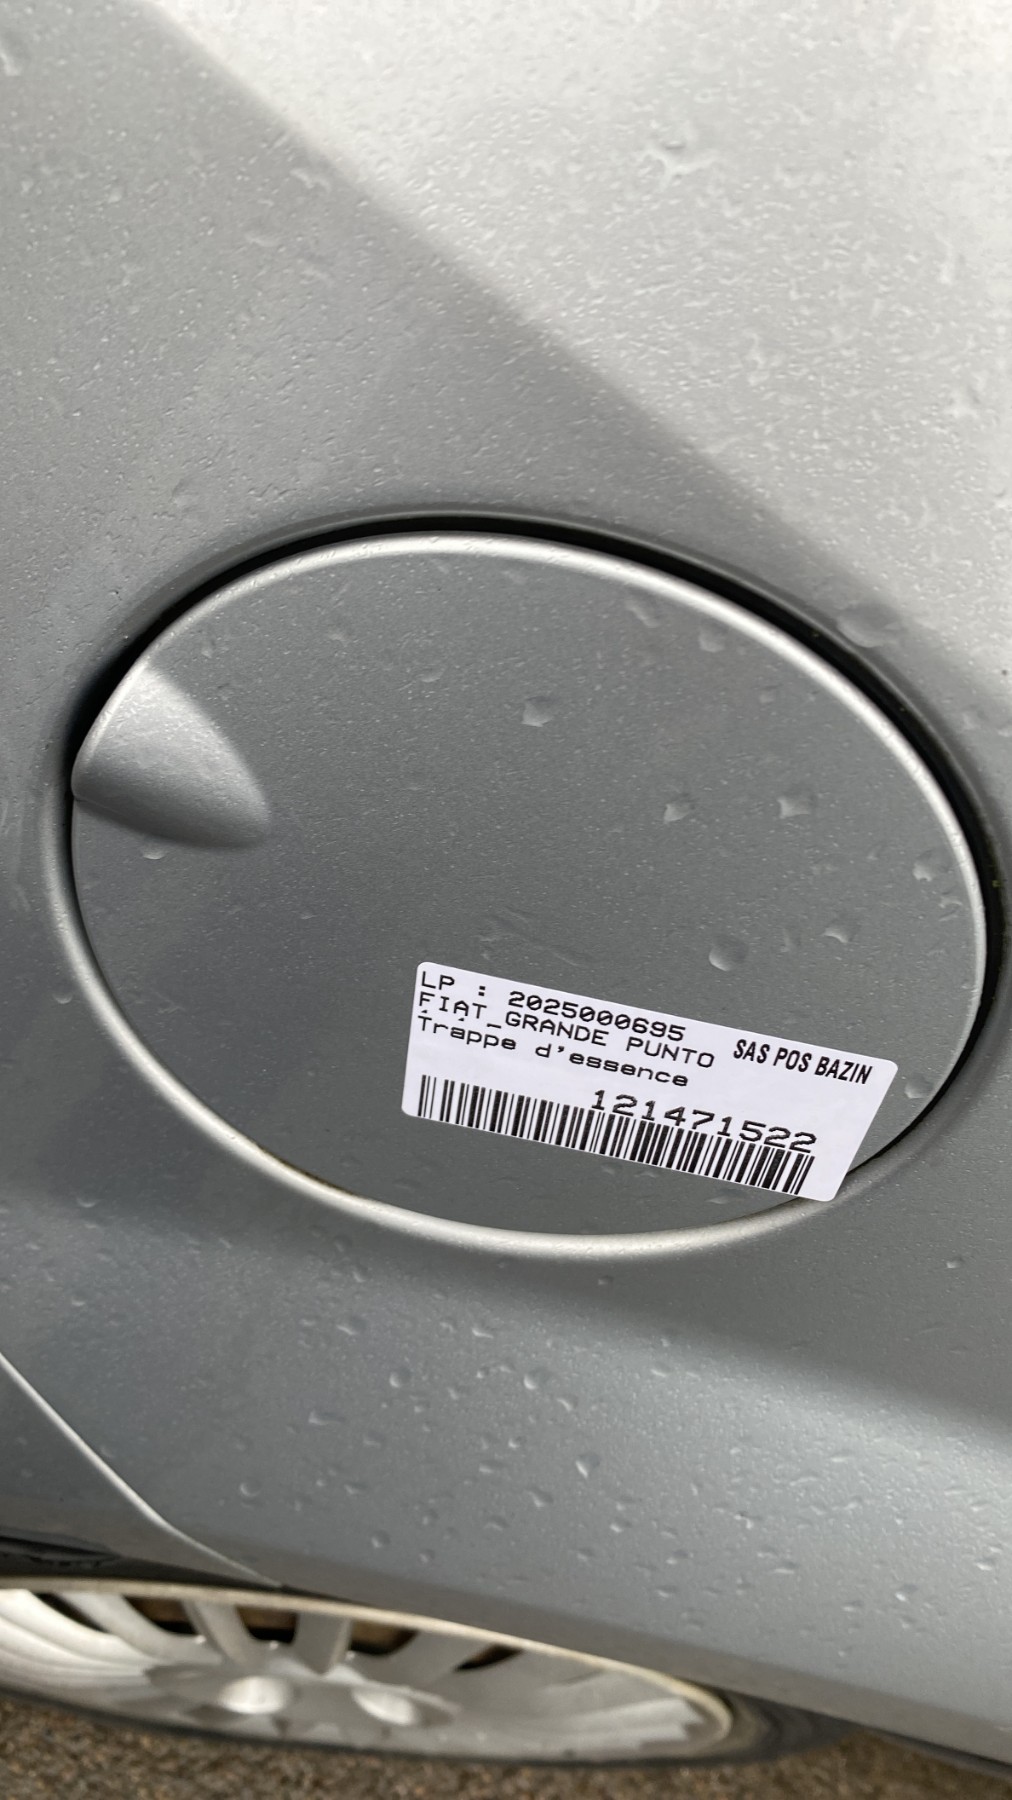 LP : 2025000695
FIAT_GRANDE PUNTO
SAS POS BAZIN
Trappe d'essence
121471522